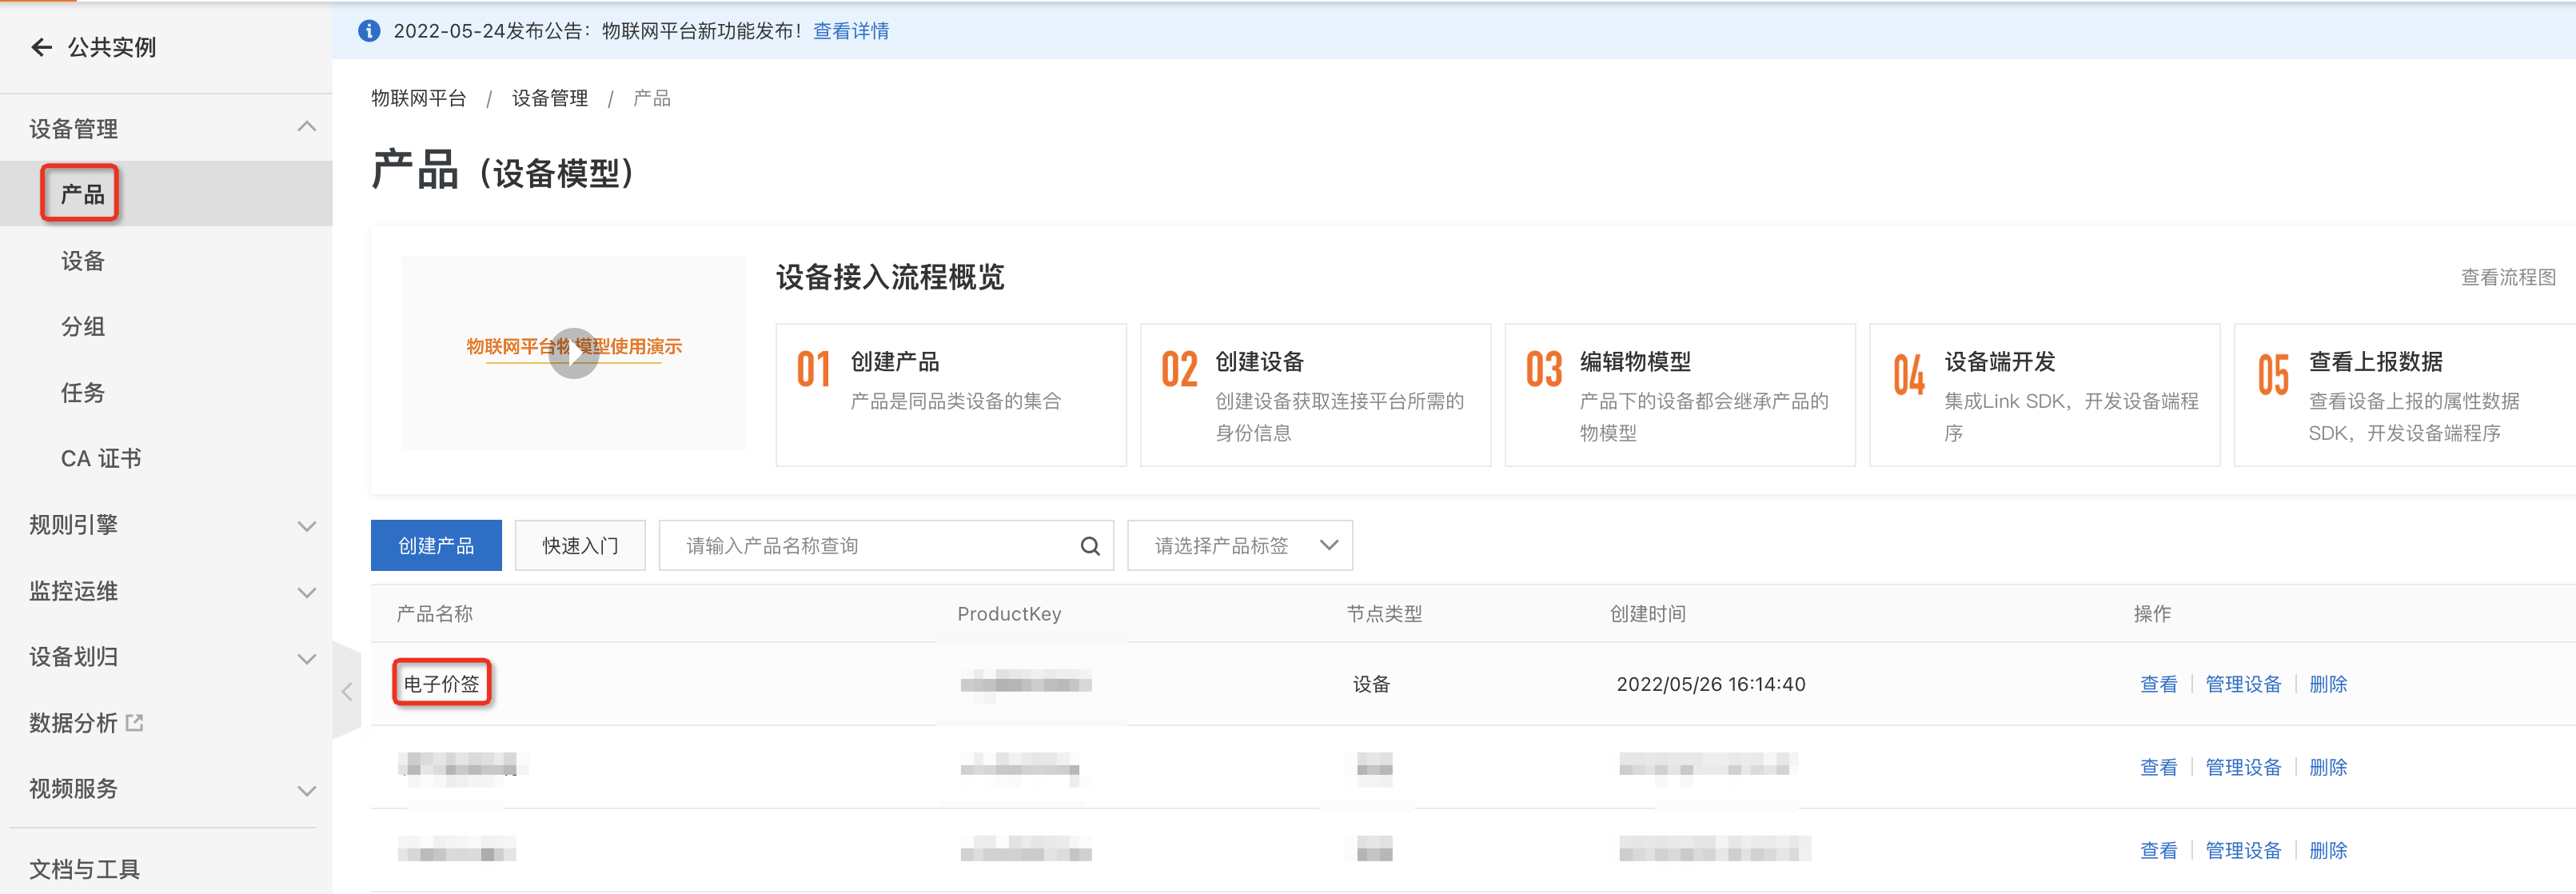 公共实例
设备管理
产品
设备
分组
任务
CA 证书
规则引擎
监控运维
设备划归
数据分析
视频服务
文档与工具
2022-05-24发布公告：物联网平台新功能发布！ 查看详情
物联网平台 / 设备管理 / 产品
产品（设备模型）
物联网平台物模型使用演示
设备接入流程概览
查看流程图
01 创建产品
产品是同品类设备的集合
02 创建设备
创建设备获取连接平台所需的
身份信息
03 编辑物模型
产品下的设备都会继承产品的
物模型
04 设备端开发
集成Link SDK，开发设备端程
序
05 查看上报数据
查看设备上报的属性数据
SDK，开发设备端程序
创建产品 快速入门 请输入产品名称查询 请选择产品标签
产品名称 ProductKey 节点类型 创建时间 操作
电子价签 设备 2022/05/26 16:14:40 查看 管理设备 删除
查看 管理设备 删除
查看 管理设备 删除